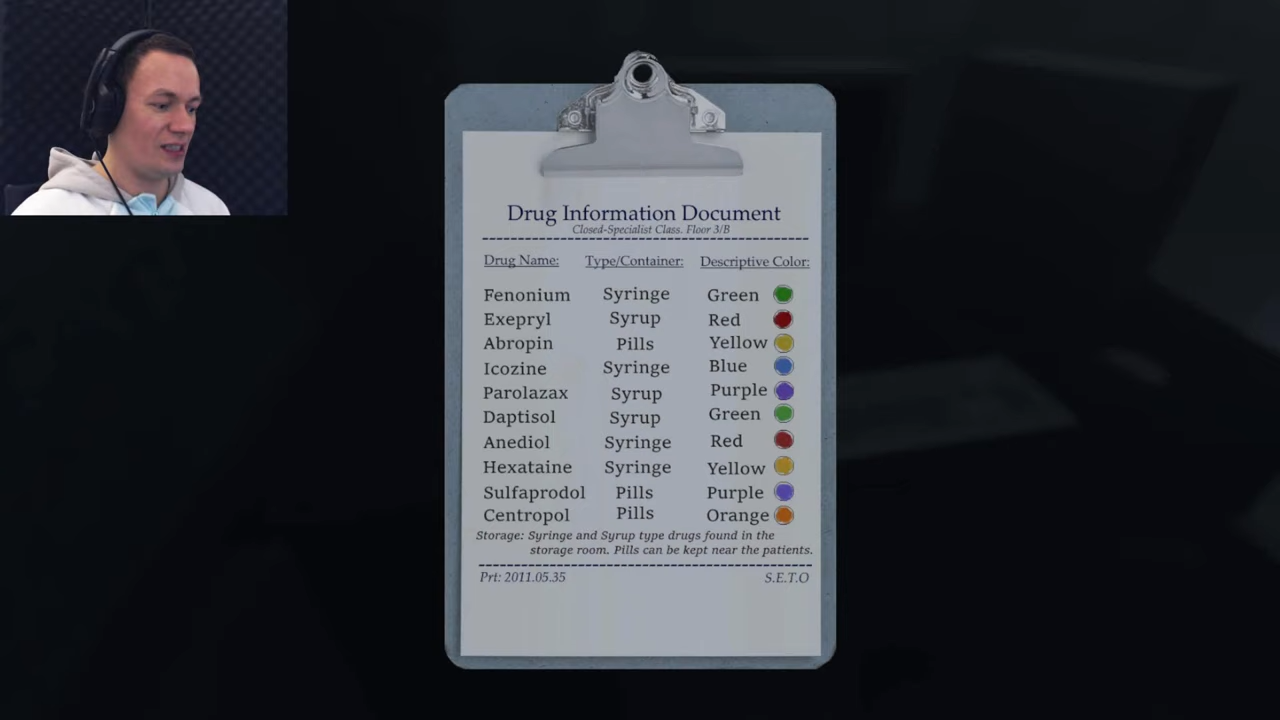 Drug Information Document
Closed-Specialist Class. Floor 3/B
Drug Name: Type/Container: Descriptive Color:
Fenonium Syringe Green
Exepryl Syrup Red
Abropin Pills Yellow
Icozine Syringe Blue
Parolazax Syrup Purple
Daptisol Syrup Green
Anediol Syringe Red
Hexataine Syringe Yellow
Sulfaprodol Pills Purple
Centropol Pills Orange
Storage: Syringe and Syrup type drugs found in the
storage room. Pills can be kept near the patients.
Prt: 2011.05.35 S.E.T.O